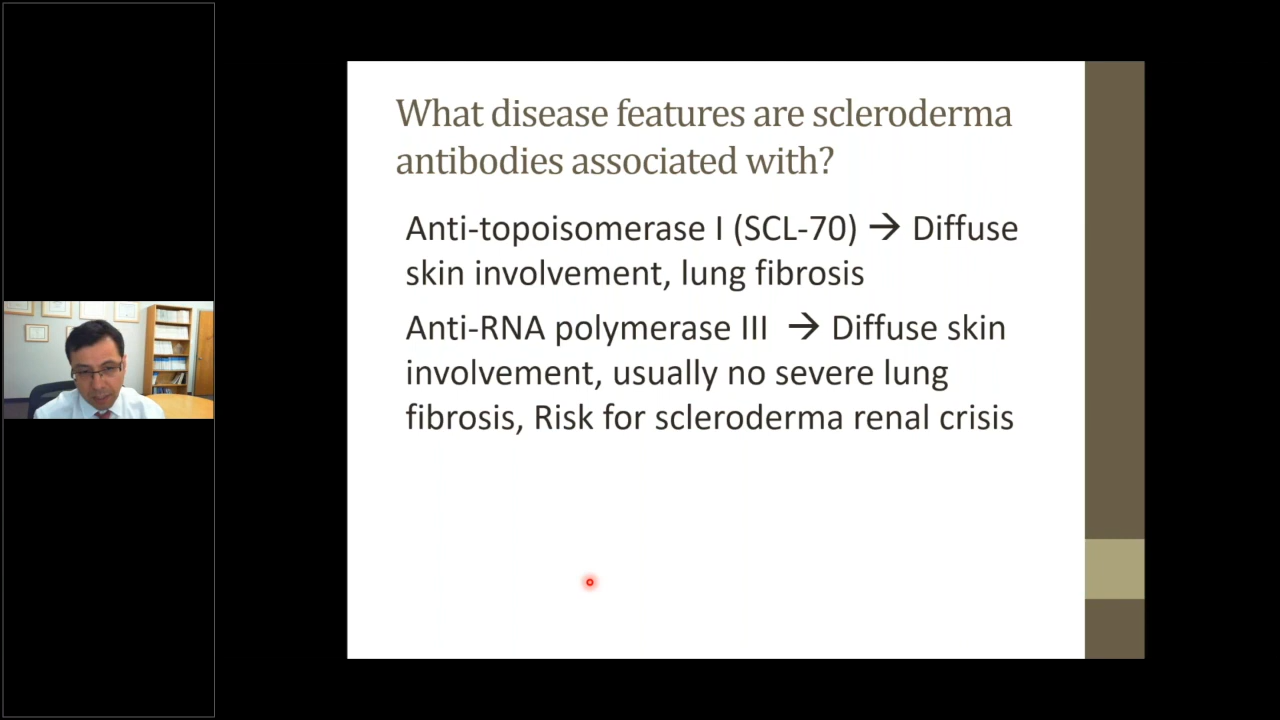 What disease features are scleroderma
antibodies associated with?
Anti-topoisomerase I (SCL-70) → Diffuse
skin involvement, lung fibrosis
Anti-RNA polymerase III → Diffuse skin
involvement, usually no severe lung
fibrosis, Risk for scleroderma renal crisis